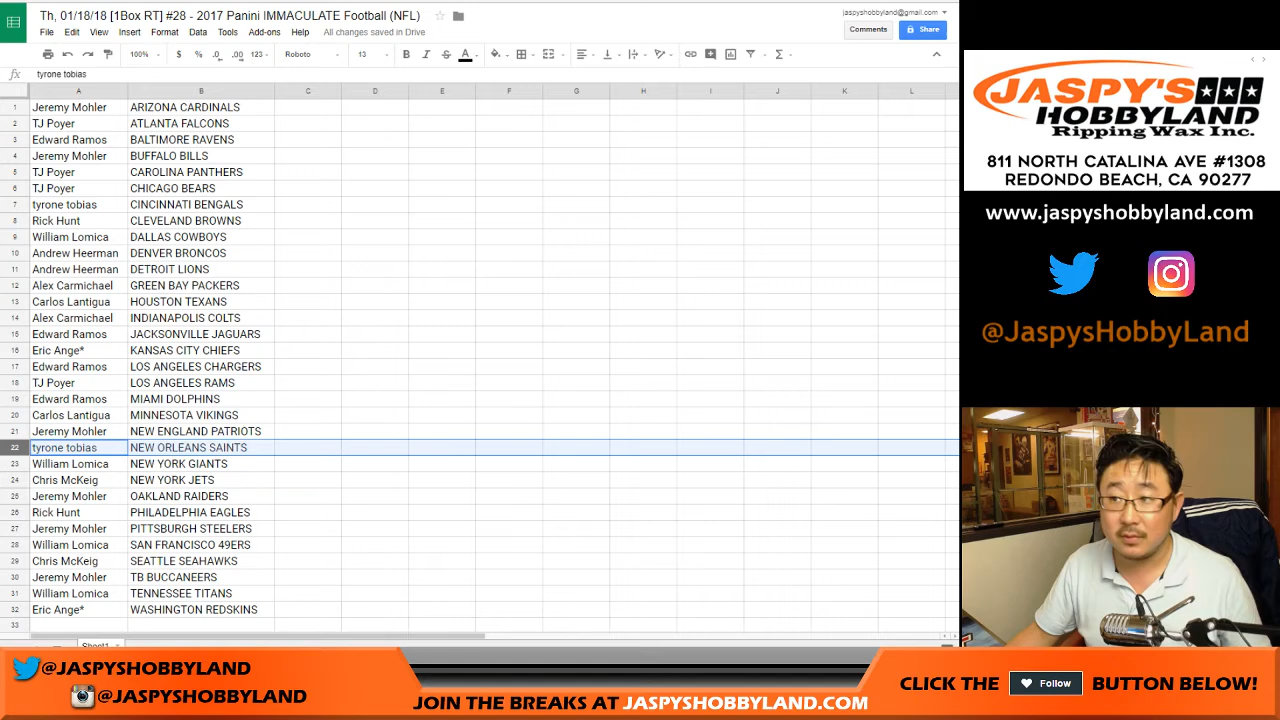 Th, 01/18/18 [1Box RT] #28 - 2017 Panini IMMACULATE Football (NFL)
jaspyshobbyland@gmail.com
File Edit View Insert Format Data Tools Add-ons Help All changes saved in Drive
Comments Share
100% $ % .0 .00 123 Roboto 13 B I S A Σ
fx tyrone tobias
A B C D E F G H I J K L
1 Jeremy Mohler ARIZONA CARDINALS
2 TJ Poyer ATLANTA FALCONS
3 Edward Ramos BALTIMORE RAVENS
4 Jeremy Mohler BUFFALO BILLS
5 TJ Poyer CAROLINA PANTHERS
6 TJ Poyer CHICAGO BEARS
7 tyrone tobias CINCINNATI BENGALS
8 Rick Hunt CLEVELAND BROWNS
9 William Lomica DALLAS COWBOYS
10 Andrew Heerman DENVER BRONCOS
11 Andrew Heerman DETROIT LIONS
12 Alex Carmichael GREEN BAY PACKERS
13 Carlos Lantigua HOUSTON TEXANS
14 Alex Carmichael INDIANAPOLIS COLTS
15 Edward Ramos JACKSONVILLE JAGUARS
16 Eric Ange* KANSAS CITY CHIEFS
17 Edward Ramos LOS ANGELES CHARGERS
18 TJ Poyer LOS ANGELES RAMS
19 Edward Ramos MIAMI DOLPHINS
20 Carlos Lantigua MINNESOTA VIKINGS
21 Jeremy Mohler NEW ENGLAND PATRIOTS
22 tyrone tobias NEW ORLEANS SAINTS
23 William Lomica NEW YORK GIANTS
24 Chris McKeig NEW YORK JETS
25 Jeremy Mohler OAKLAND RAIDERS
26 Rick Hunt PHILADELPHIA EAGLES
27 Jeremy Mohler PITTSBURGH STEELERS
28 William Lomica SAN FRANCISCO 49ERS
29 Chris McKeig SEATTLE SEAHAWKS
30 Jeremy Mohler TB BUCCANEERS
31 William Lomica TENNESSEE TITANS
32 Eric Ange* WASHINGTON REDSKINS
33
Sheet1
JASPY'S
HOBBYLAND
Ripping Wax Inc.
811 NORTH CATALINA AVE #1308
REDONDO BEACH, CA 90277
www.jaspyshobbyland.com
@JaspysHobbyLand
@JASPYSHOBBYLAND
@JASPYSHOBBYLAND
JOIN THE BREAKS AT JASPYSHOBBYLAND.COM
CLICK THE Follow BUTTON BELOW!